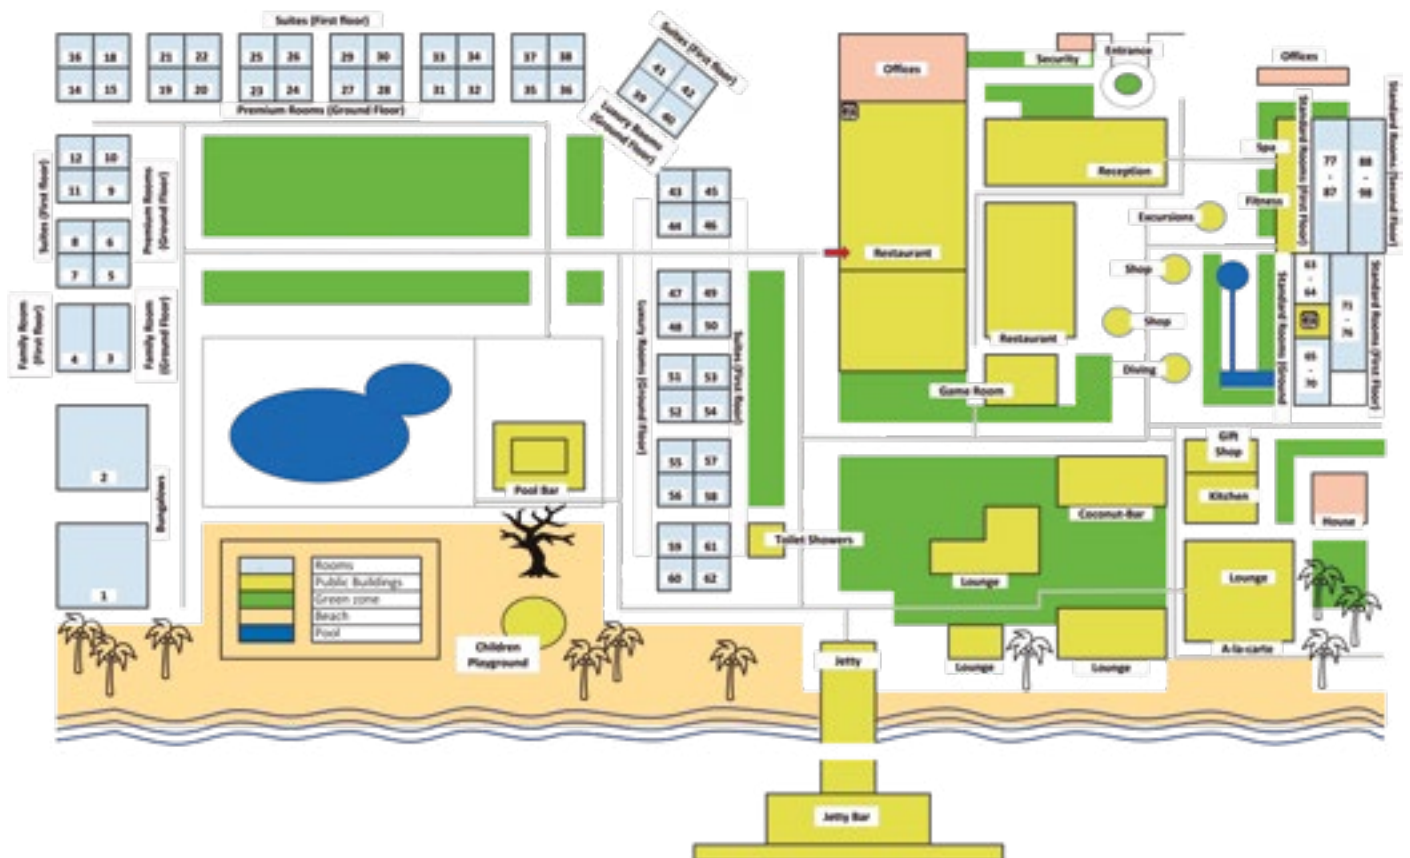 Suites (First floor)
16 18 21 22 25 26 29 30 33 34 37 38
14 15 19 20 23 24 27 28 31 32 35 36
Premium Rooms (Ground Floor)
Suites (First floor)
41 42
39
Luxury Rooms
(Ground Floor)
Offices
Security
Entrance
Offices
Reception
Spa
Fitness
Standard Rooms (First Floor)
77
-
87
88
-
98
Standard Rooms (Second Floor)
12 10
11 9
Suites (First floor)
Premium Rooms
(Ground Floor)
8 6
7 5
Family Room
(First floor)
4 3
Family Room
(Ground Floor)
43 45
44 46
Restaurant
Excursions
Shop
Shop
Restaurant
Diving
Game Room
63
-
64
65
-
70
71
-
76
Standard Rooms (Ground
Standard Rooms (First Floor)
47 49
48 50
51 53
52 54
55 57
56 58
59 61
60 62
Luxury Rooms (Ground Floor)
Suites (First floor)
2
Bungalows
1
Pool Bar
Toilet Showers
Gift
Shop
Kitchen
House
Coconut-Bar
Lounge
Lounge
A-la-carte
Lounge
Lounge
Rooms
Public Buildings
Green zone
Beach
Pool
Children
Playground
Jetty
Jetty Bar